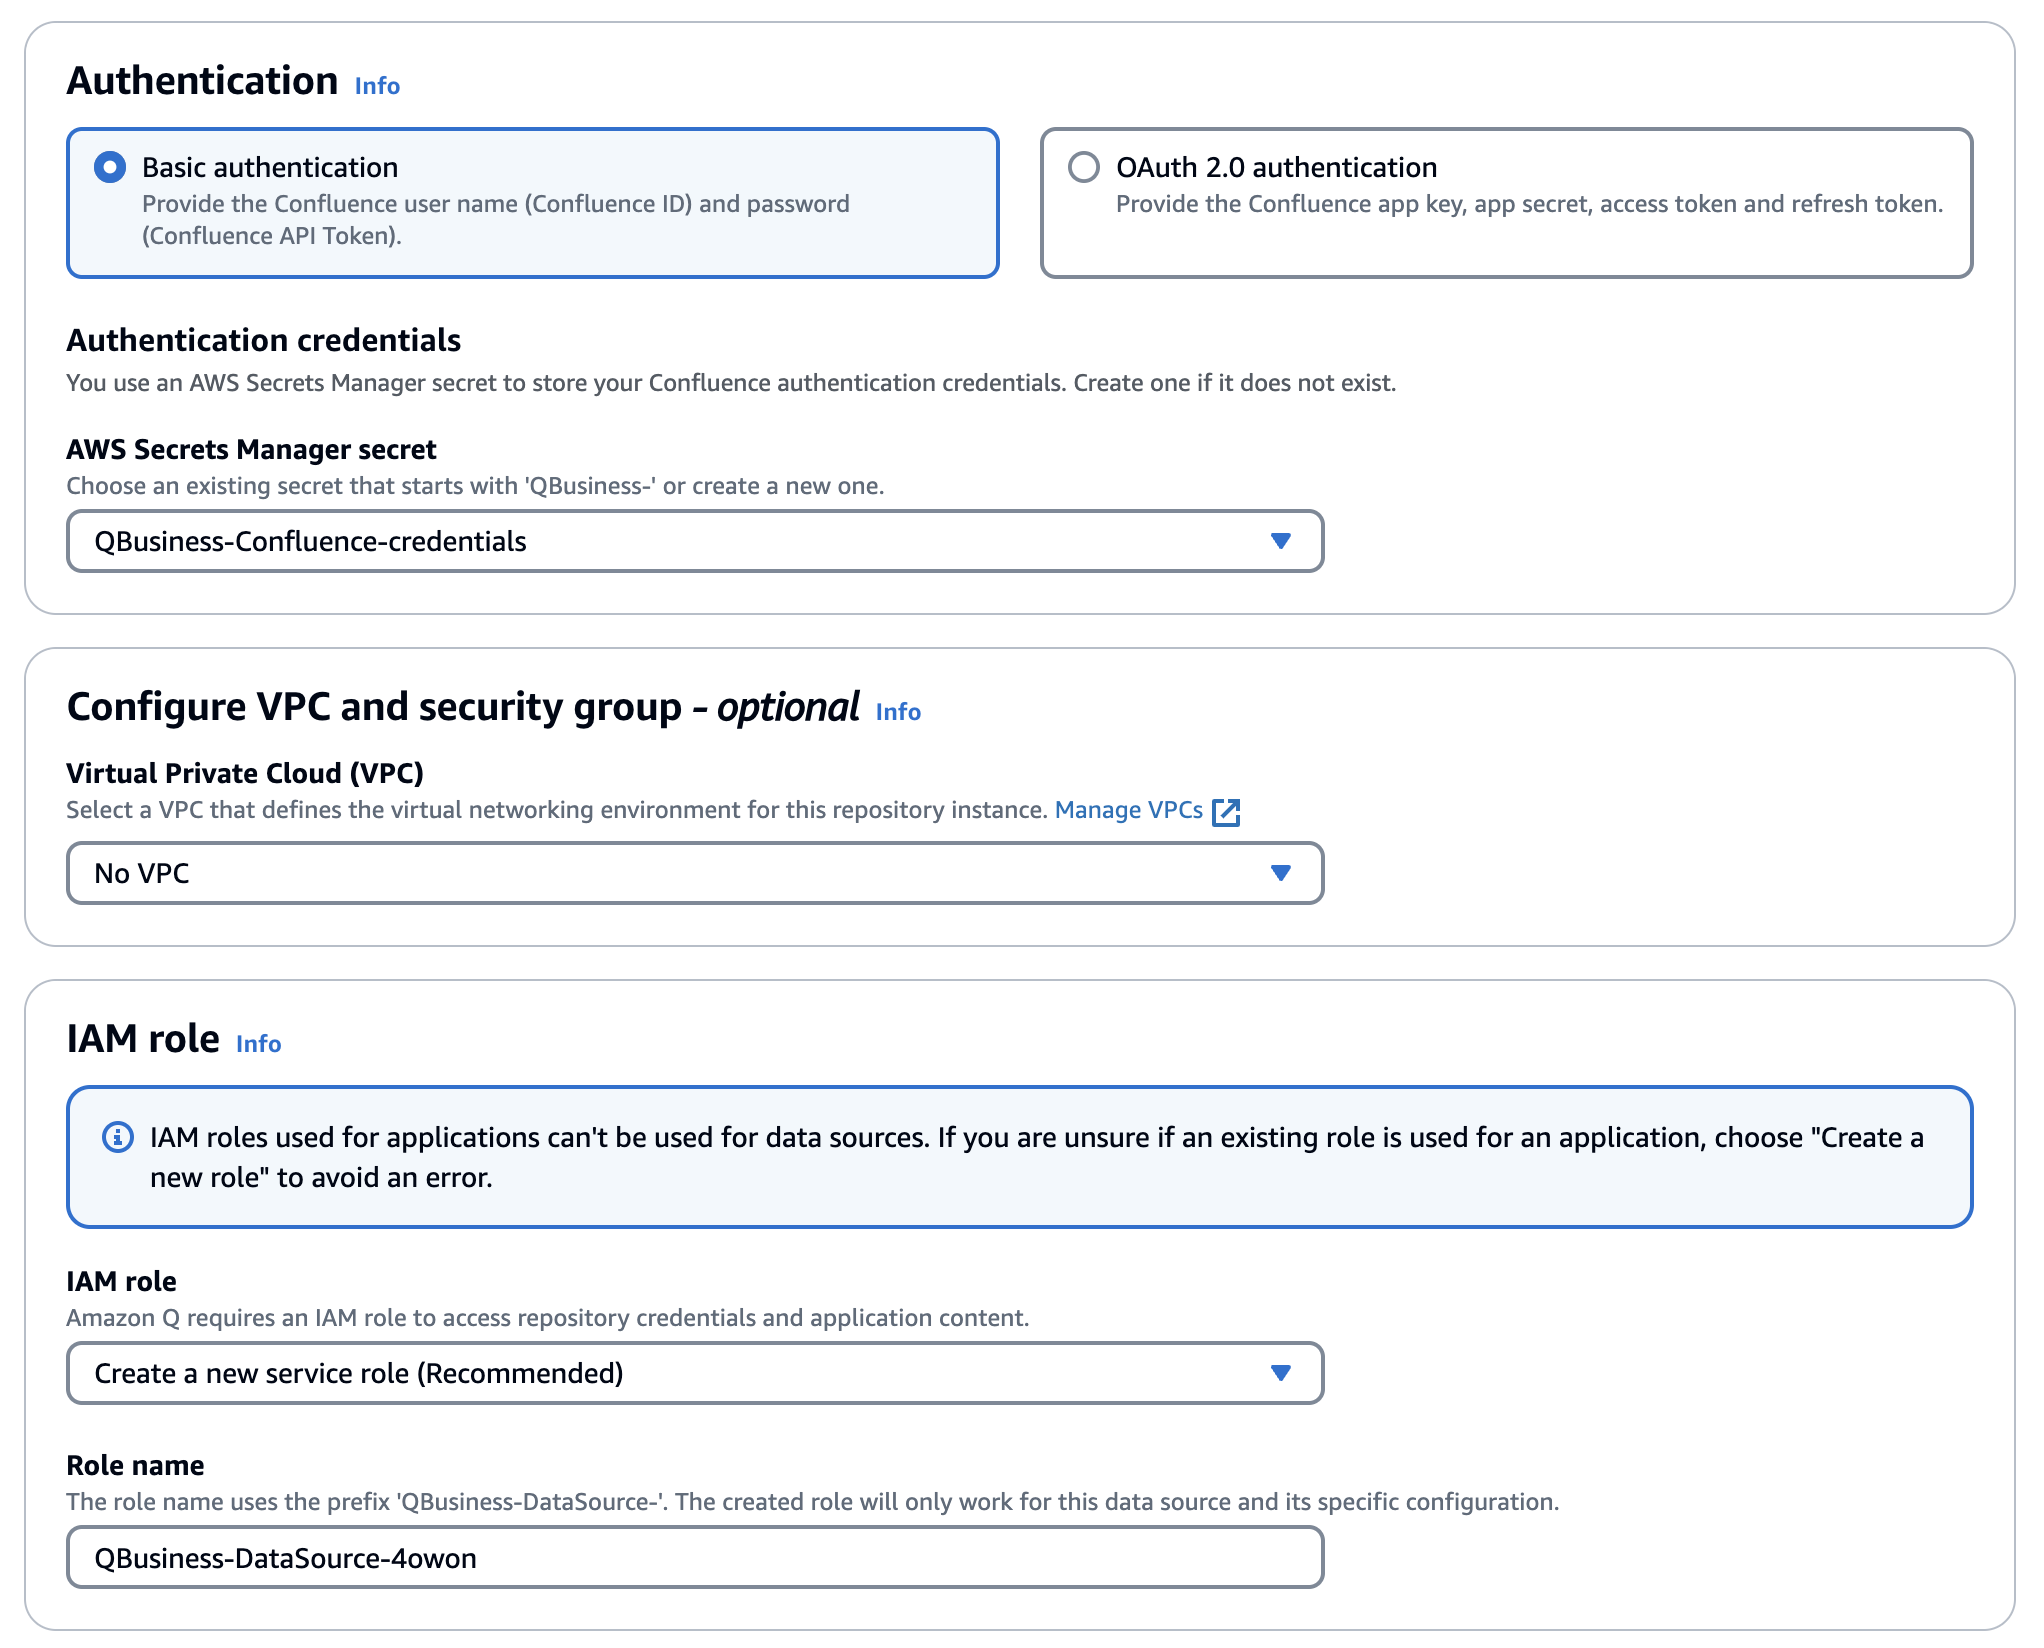 Authentication Info
Basic authentication
Provide the Confluence user name (Confluence ID) and password
(Confluence API Token).
OAuth 2.0 authentication
Provide the Confluence app key, app secret, access token and refresh token.
Authentication credentials
You use an AWS Secrets Manager secret to store your Confluence authentication credentials. Create one if it does not exist.
AWS Secrets Manager secret
Choose an existing secret that starts with 'QBusiness-' or create a new one.
QBusiness-Confluence-credentials
Configure VPC and security group - optional Info
Virtual Private Cloud (VPC)
Select a VPC that defines the virtual networking environment for this repository instance. Manage VPCs
No VPC
IAM role Info
IAM roles used for applications can't be used for data sources. If you are unsure if an existing role is used for an application, choose "Create a
new role" to avoid an error.
IAM role
Amazon Q requires an IAM role to access repository credentials and application content.
Create a new service role (Recommended)
Role name
The role name uses the prefix 'QBusiness-DataSource-'. The created role will only work for this data source and its specific configuration.
QBusiness-DataSource-4owon